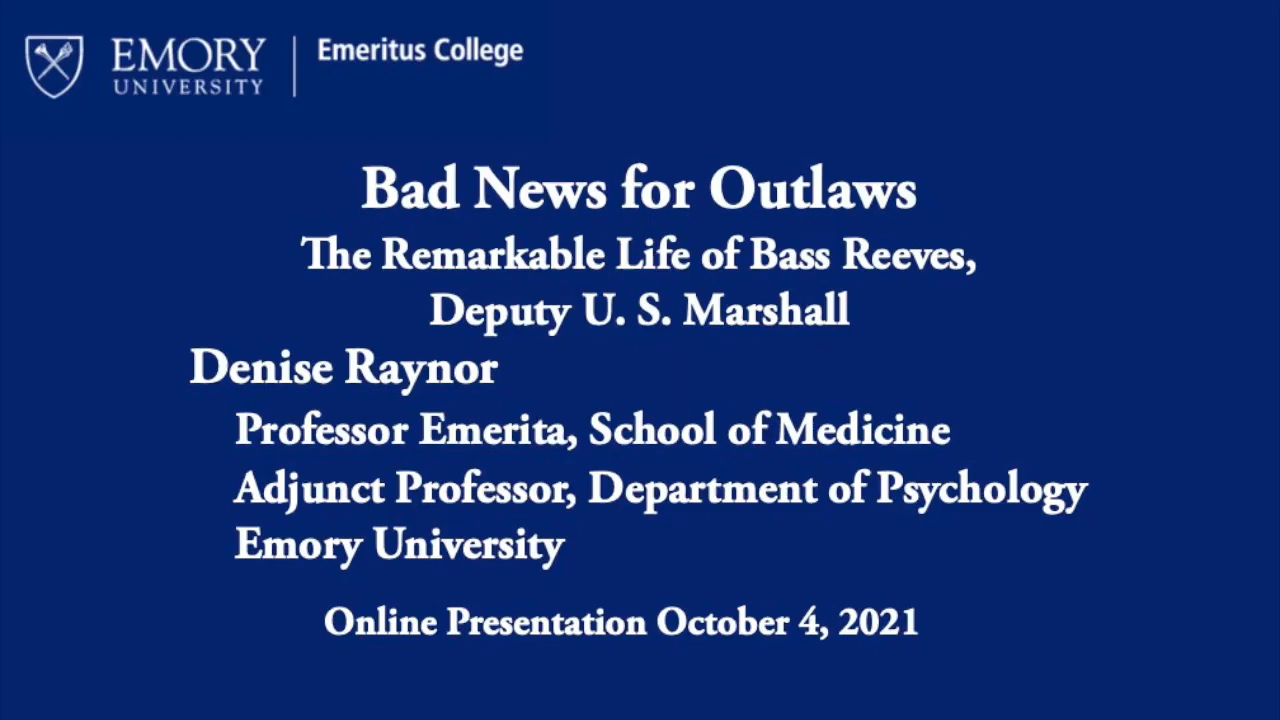 EMORY
UNIVERSITY
Emeritus College
Bad News for Outlaws
The Remarkable Life of Bass Reeves,
Deputy U. S. Marshall
Denise Raynor
Professor Emerita, School of Medicine
Adjunct Professor, Department of Psychology
Emory University
Online Presentation October 4, 2021